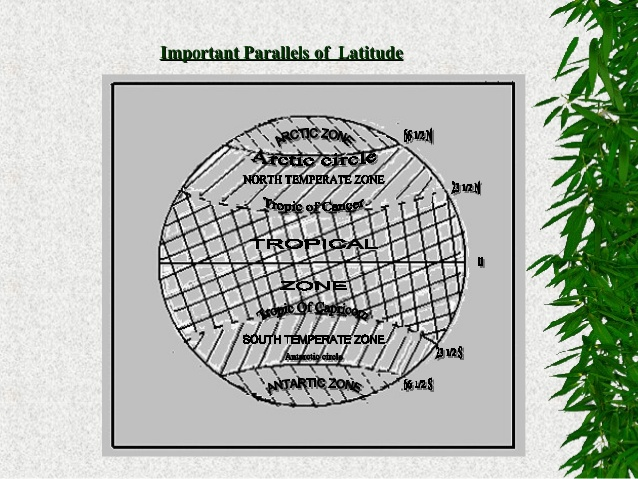 Important Parallels of Latitude
ARCTIC ZONE
66 1/2 N
Arctic circle
NORTH TEMPERATE ZONE
23 1/2 N
Tropic of Cancer
TROPICAL
0
ZONE
Tropic Of Capricorn
SOUTH TEMPERATE ZONE
23 1/2 S
Antarctic circle
ANTARTIC ZONE
66 1/2 S